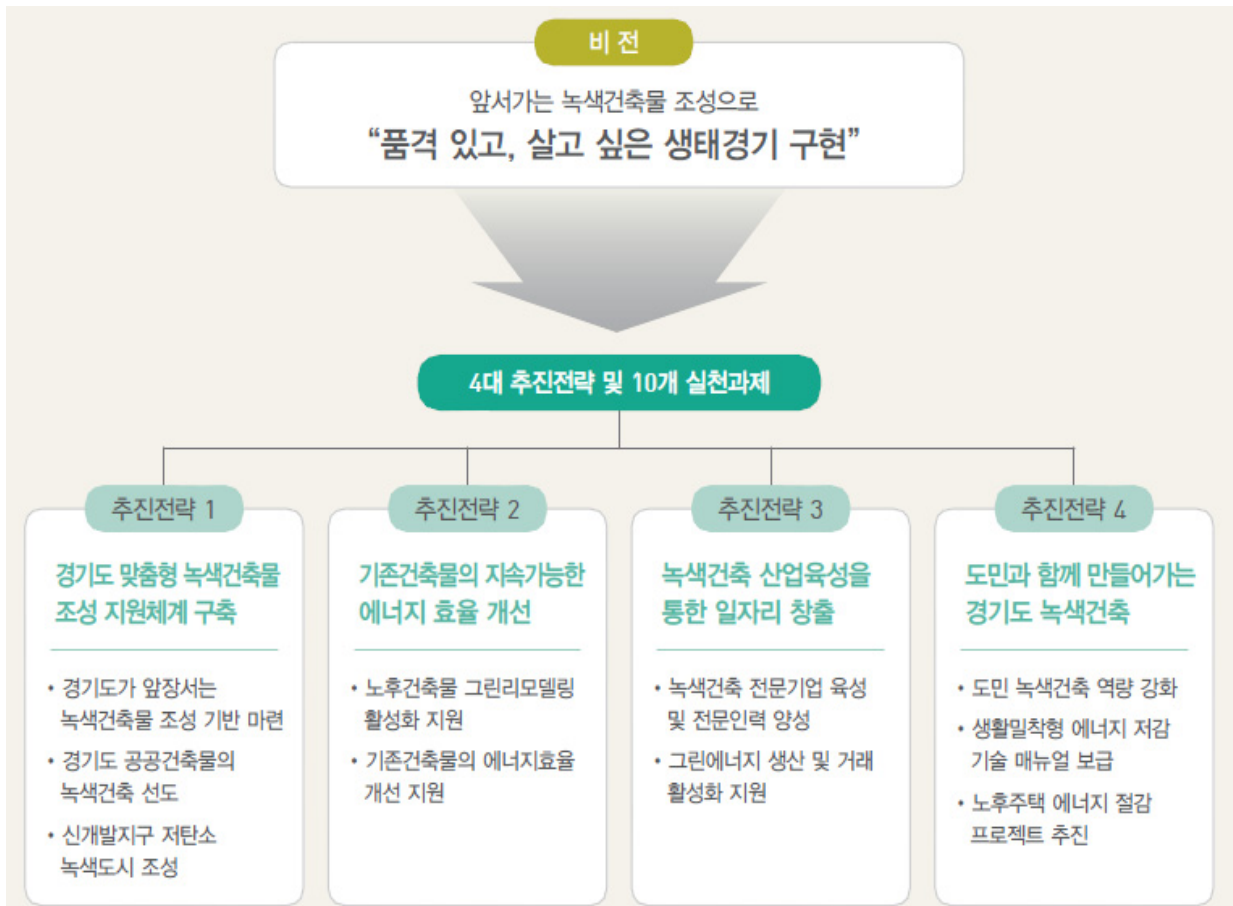 비 전
앞서가는 녹색건축물 조성으로
“품격 있고, 살고 싶은 생태경기 구현”
4대 추진전략 및 10개 실천과제
추진전략 1
경기도 맞춤형 녹색건축물
조성 지원체계 구축
• 경기도가 앞장서는
녹색건축물 조성 기반 마련
• 경기도 공공건축물의
녹색건축 선도
• 신개발지구 저탄소
녹색도시 조성
추진전략 2
기존건축물의 지속가능한
에너지 효율 개선
• 노후건축물 그린리모델링
활성화 지원
• 기존건축물의 에너지효율
개선 지원
추진전략 3
녹색건축 산업육성을
통한 일자리 창출
• 녹색건축 전문기업 육성
및 전문인력 양성
• 그린에너지 생산 및 거래
활성화 지원
추진전략 4
도민과 함께 만들어가는
경기도 녹색건축
• 도민 녹색건축 역량 강화
• 생활밀착형 에너지 저감
기술 매뉴얼 보급
• 노후주택 에너지 절감
프로젝트 추진